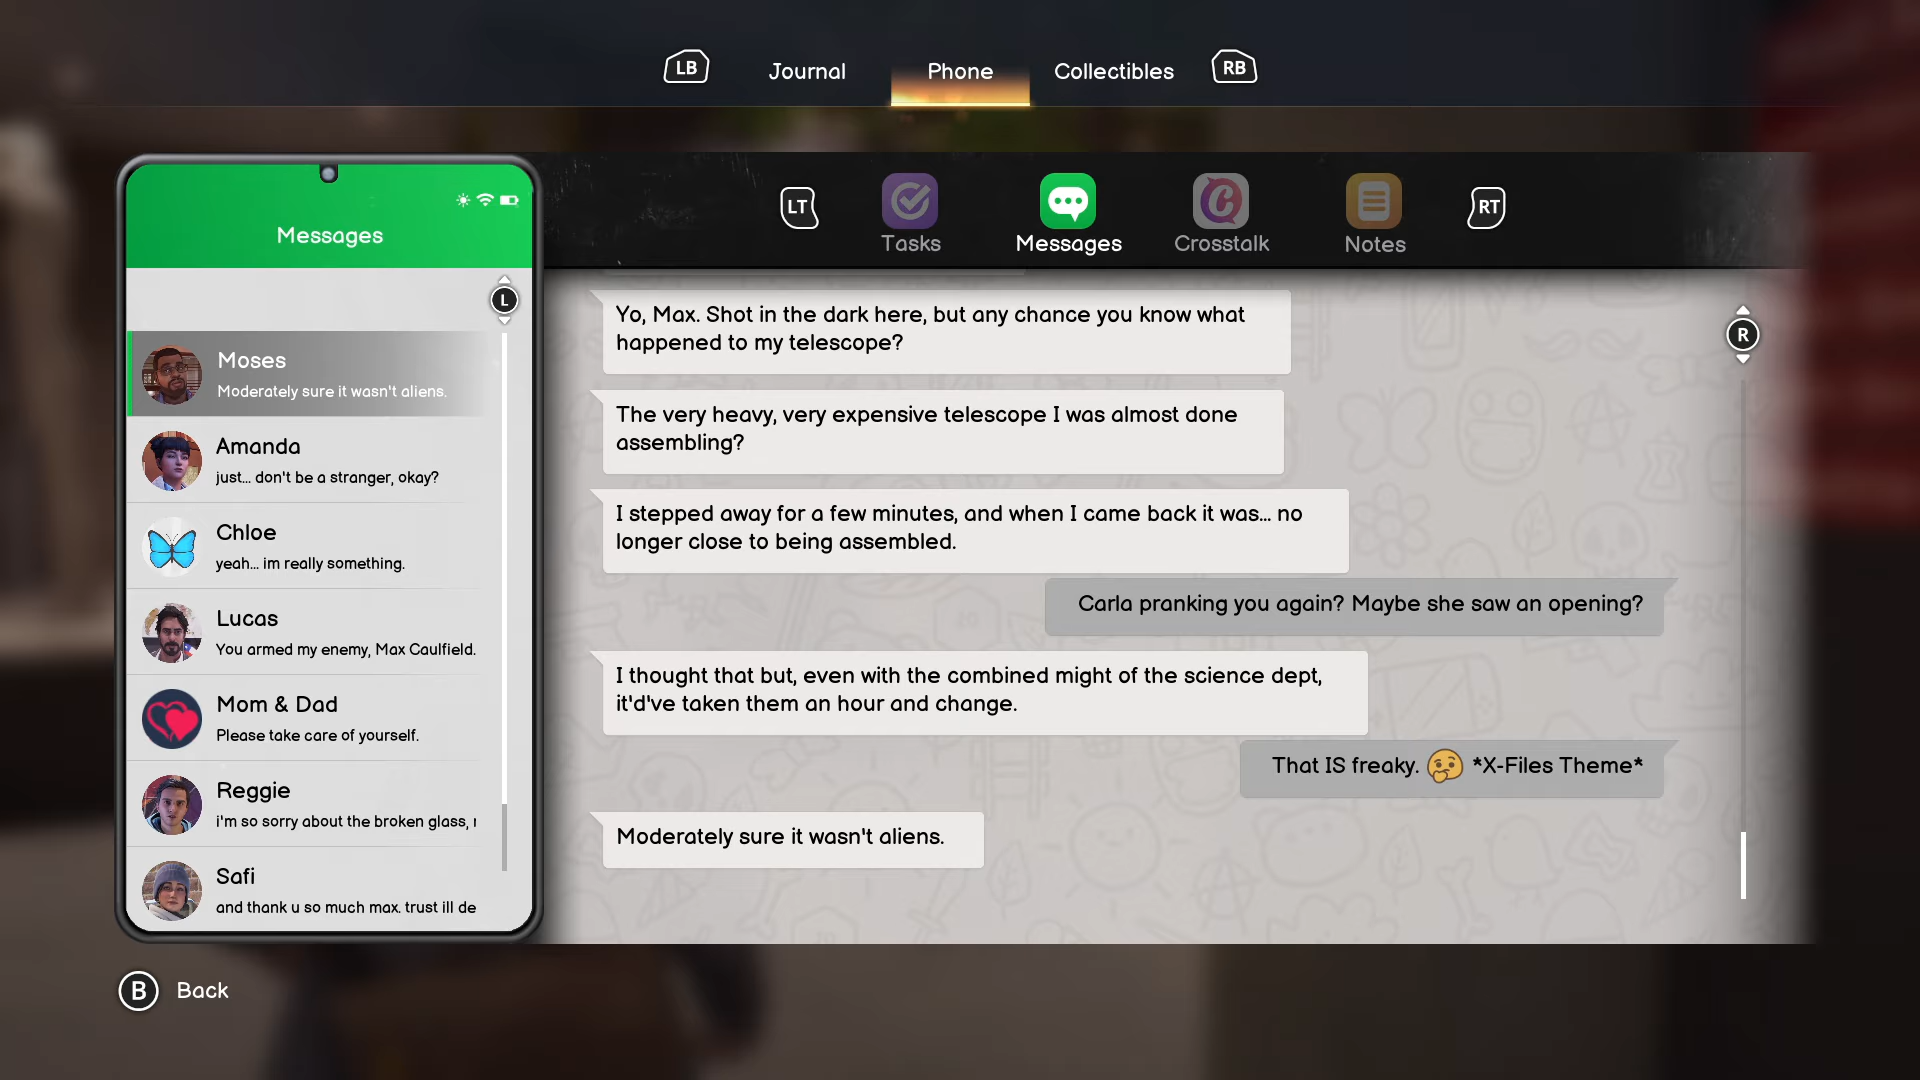 LB
Journal
Phone
Collectibles
RB
Messages
L
Moses
Moderately sure it wasn't aliens.
Amanda
just... don't be a stranger, okay?
Chloe
yeah... im really something.
Lucas
You armed my enemy, Max Caulfield.
Mom & Dad
Please take care of yourself.
Reggie
i'm so sorry about the broken glass,
Safi
and thank u so much max. trust ill de
LT
Tasks
Messages
Crosstalk
Notes
RT
Yo, Max. Shot in the dark here, but any chance you know what
happened to my telescope?
The very heavy, very expensive telescope I was almost done
assembling?
I stepped away for a few minutes, and when I came back it was... no
longer close to being assembled.
Carla pranking you again? Maybe she saw an opening?
I thought that but, even with the combined might of the science dept,
it'd've taken them an hour and change.
That IS freaky. 🤔 *X-Files Theme*
Moderately sure it wasn't aliens.
R
B
Back